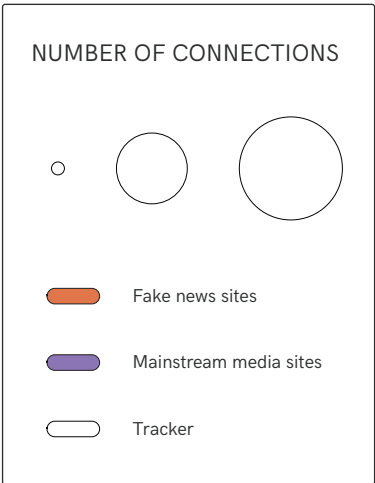 NUMBER OF CONNECTIONS
Fake news sites
Mainstream media sites
Tracker